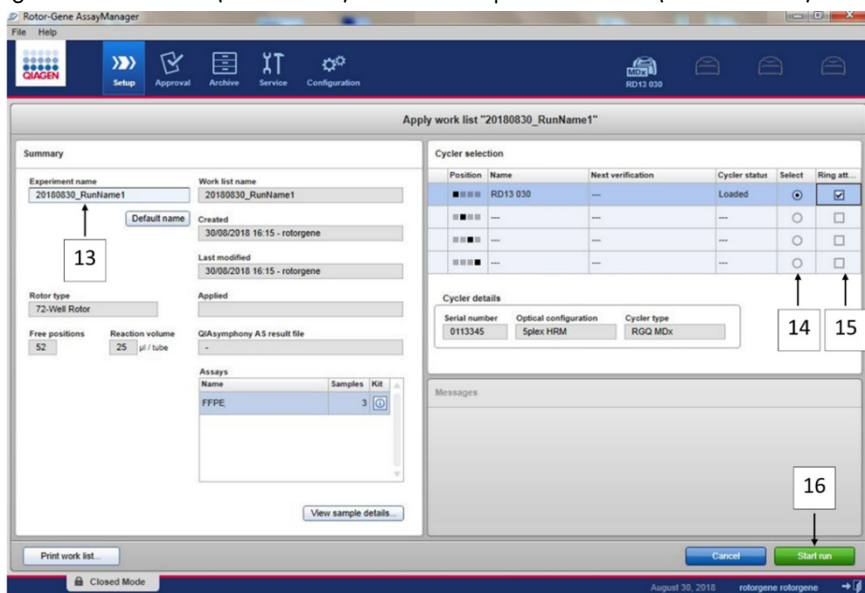 Rotor-Gene AssayManager
File Help
QIAGEN
Setup Approval Archive Service Configuration
MDx
RD13 030
Apply work list "20180830_RunName1"
Summary
Experiment name
20180830_RunName1
Default name
13
Work list name
20180830_RunName1
Created
30/08/2018 16:15 - rotorgene
Last modified
30/08/2018 16:15 - rotorgene
Rotor type
72-Well Rotor
Applied
Free positions Reaction volume
52 25 µl / tube
QIAsymphony AS result file
-
Assays
Name Samples Kit
FFPE 3
View sample details...
Cycler selection
Position Name Next verification Cycler status Select Ring att...
RD13 030 --- Loaded
--- --- ---
--- --- ---
--- --- ---
14 15
Cycler details
Serial number Optical configuration Cycler type
0113345 5plex HRM RGQ MDx
Messages
16
Print work list...
Cancel Start run
Closed Mode
August 30, 2018 rotorgene rotorgene